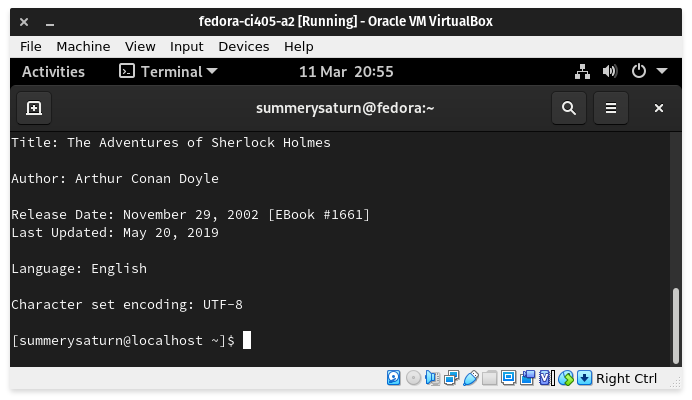 fedora-ci405-a2 [Running] - Oracle VM VirtualBox
File Machine View Input Devices Help
Activities Terminal 11 Mar 20:55
summerysaturn@fedora:~
Title: The Adventures of Sherlock Holmes
Author: Arthur Conan Doyle
Release Date: November 29, 2002 [EBook #1661]
Last Updated: May 20, 2019
Language: English
Character set encoding: UTF-8
[summerysaturn@localhost ~]$
Right Ctrl